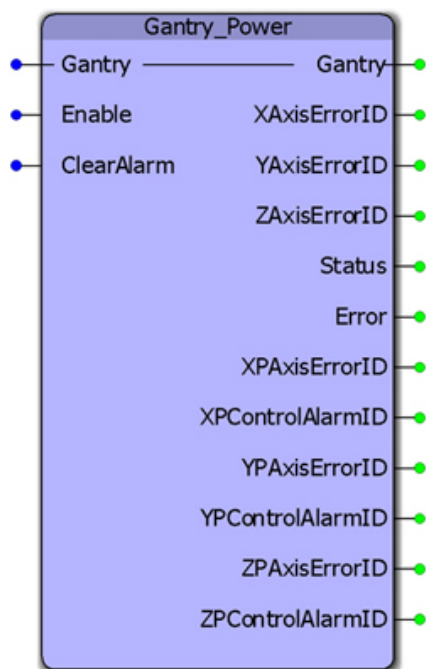 Gantry_Power
Gantry Gantry
Enable XAxisErrorID
ClearAlarm YAxisErrorID
ZAxisErrorID
Status
Error
XPAxisErrorID
XPControlAlarmID
YPAxisErrorID
YPControlAlarmID
ZPAxisErrorID
ZPControlAlarmID